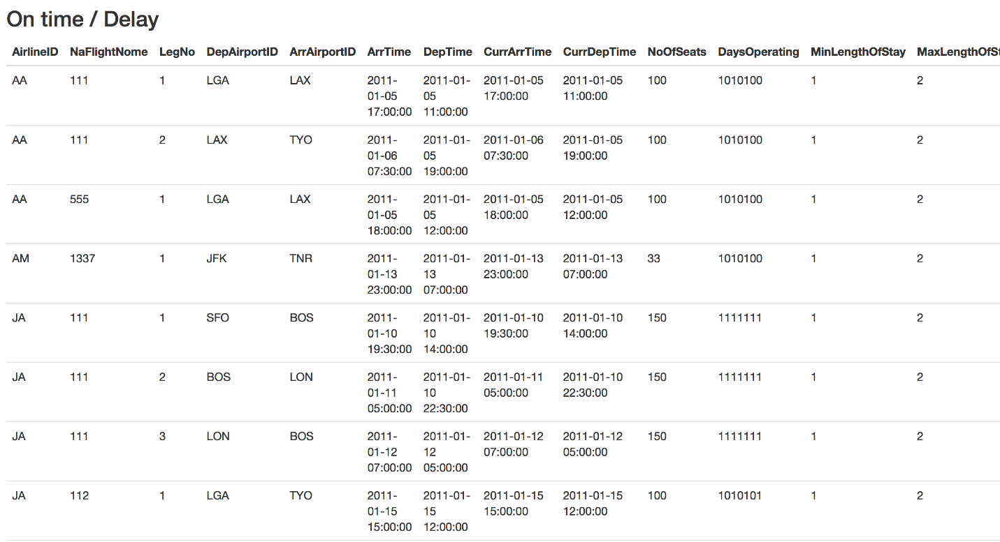 On time / Delay
AirlineID NaFlightNome LegNo DepAirportID ArrAirportID ArrTime DepTime CurrArrTime CurrDepTime NoOfSeats DaysOperating MinLengthOfStay MaxLengthOfSt
AA 111 1 LGA LAX 2011- 2011-01- 2011-01-05 2011-01-05 100 1010100 1 2
01-05 05 17:00:00 11:00:00
17:00:00 11:00:00
AA 111 2 LAX TYO 2011- 2011-01- 2011-01-06 2011-01-05 100 1010100 1 2
01-06 05 07:30:00 19:00:00
07:30:00 19:00:00
AA 555 1 LGA LAX 2011- 2011-01- 2011-01-05 2011-01-05 100 1010100 1 2
01-05 05 18:00:00 12:00:00
18:00:00 12:00:00
AM 1337 1 JFK TNR 2011- 2011-01- 2011-01-13 2011-01-13 33 1010100 1 2
01-13 13 23:00:00 07:00:00
23:00:00 07:00:00
JA 111 1 SFO BOS 2011- 2011-01- 2011-01-10 2011-01-10 150 1111111 1 2
01-10 10 19:30:00 14:00:00
19:30:00 14:00:00
JA 111 2 BOS LON 2011- 2011-01- 2011-01-11 2011-01-10 150 1111111 1 2
01-11 10 05:00:00 22:30:00
05:00:00 22:30:00
JA 111 3 LON BOS 2011- 2011-01- 2011-01-12 2011-01-12 150 1111111 1 2
01-12 12 07:00:00 05:00:00
07:00:00 05:00:00
JA 112 1 LGA TYO 2011- 2011-01- 2011-01-15 2011-01-15 100 1010101 1 2
01-15 15 15:00:00 12:00:00
15:00:00 12:00:00